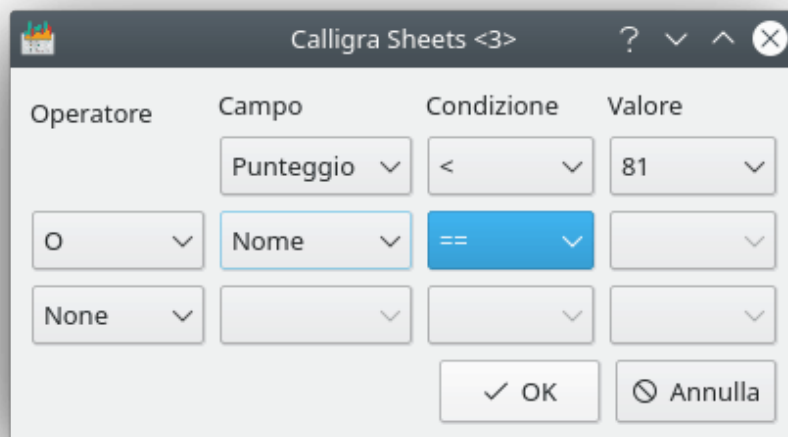 Calligra Sheets <3>
Operatore Campo Condizione Valore
Punteggio < 81
O Nome ==
None
OK Annulla